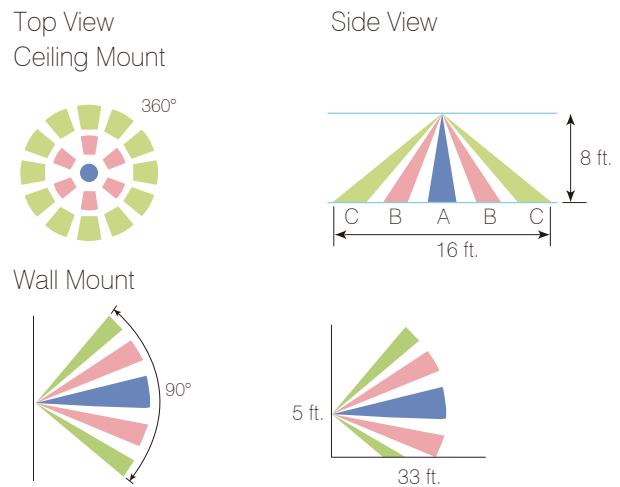 Top View
Side View
Ceiling Mount
360°
8 ft.
C B A B C
16 ft.
Wall Mount
90°
5 ft.
33 ft.